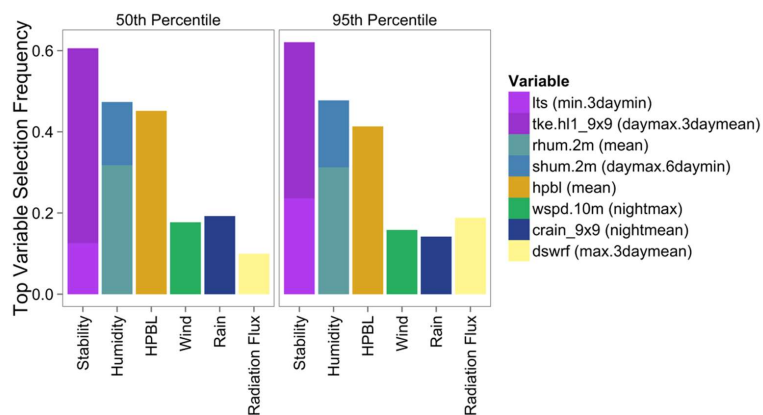 50th Percentile
95th Percentile
Top Variable Selection Frequency
0.6
0.4
0.2
0.0
Stability
Humidity
HPBL
Wind
Rain
Radiation Flux
Stability
Humidity
HPBL
Wind
Rain
Radiation Flux
Variable
lts (min.3daymin)
tke.hl1_9x9 (daymax.3daymean)
rhum.2m (mean)
shum.2m (daymax.6daymin)
hpbl (mean)
wspd.10m (nightmax)
crain_9x9 (nightmean)
dswrf (max.3daymean)